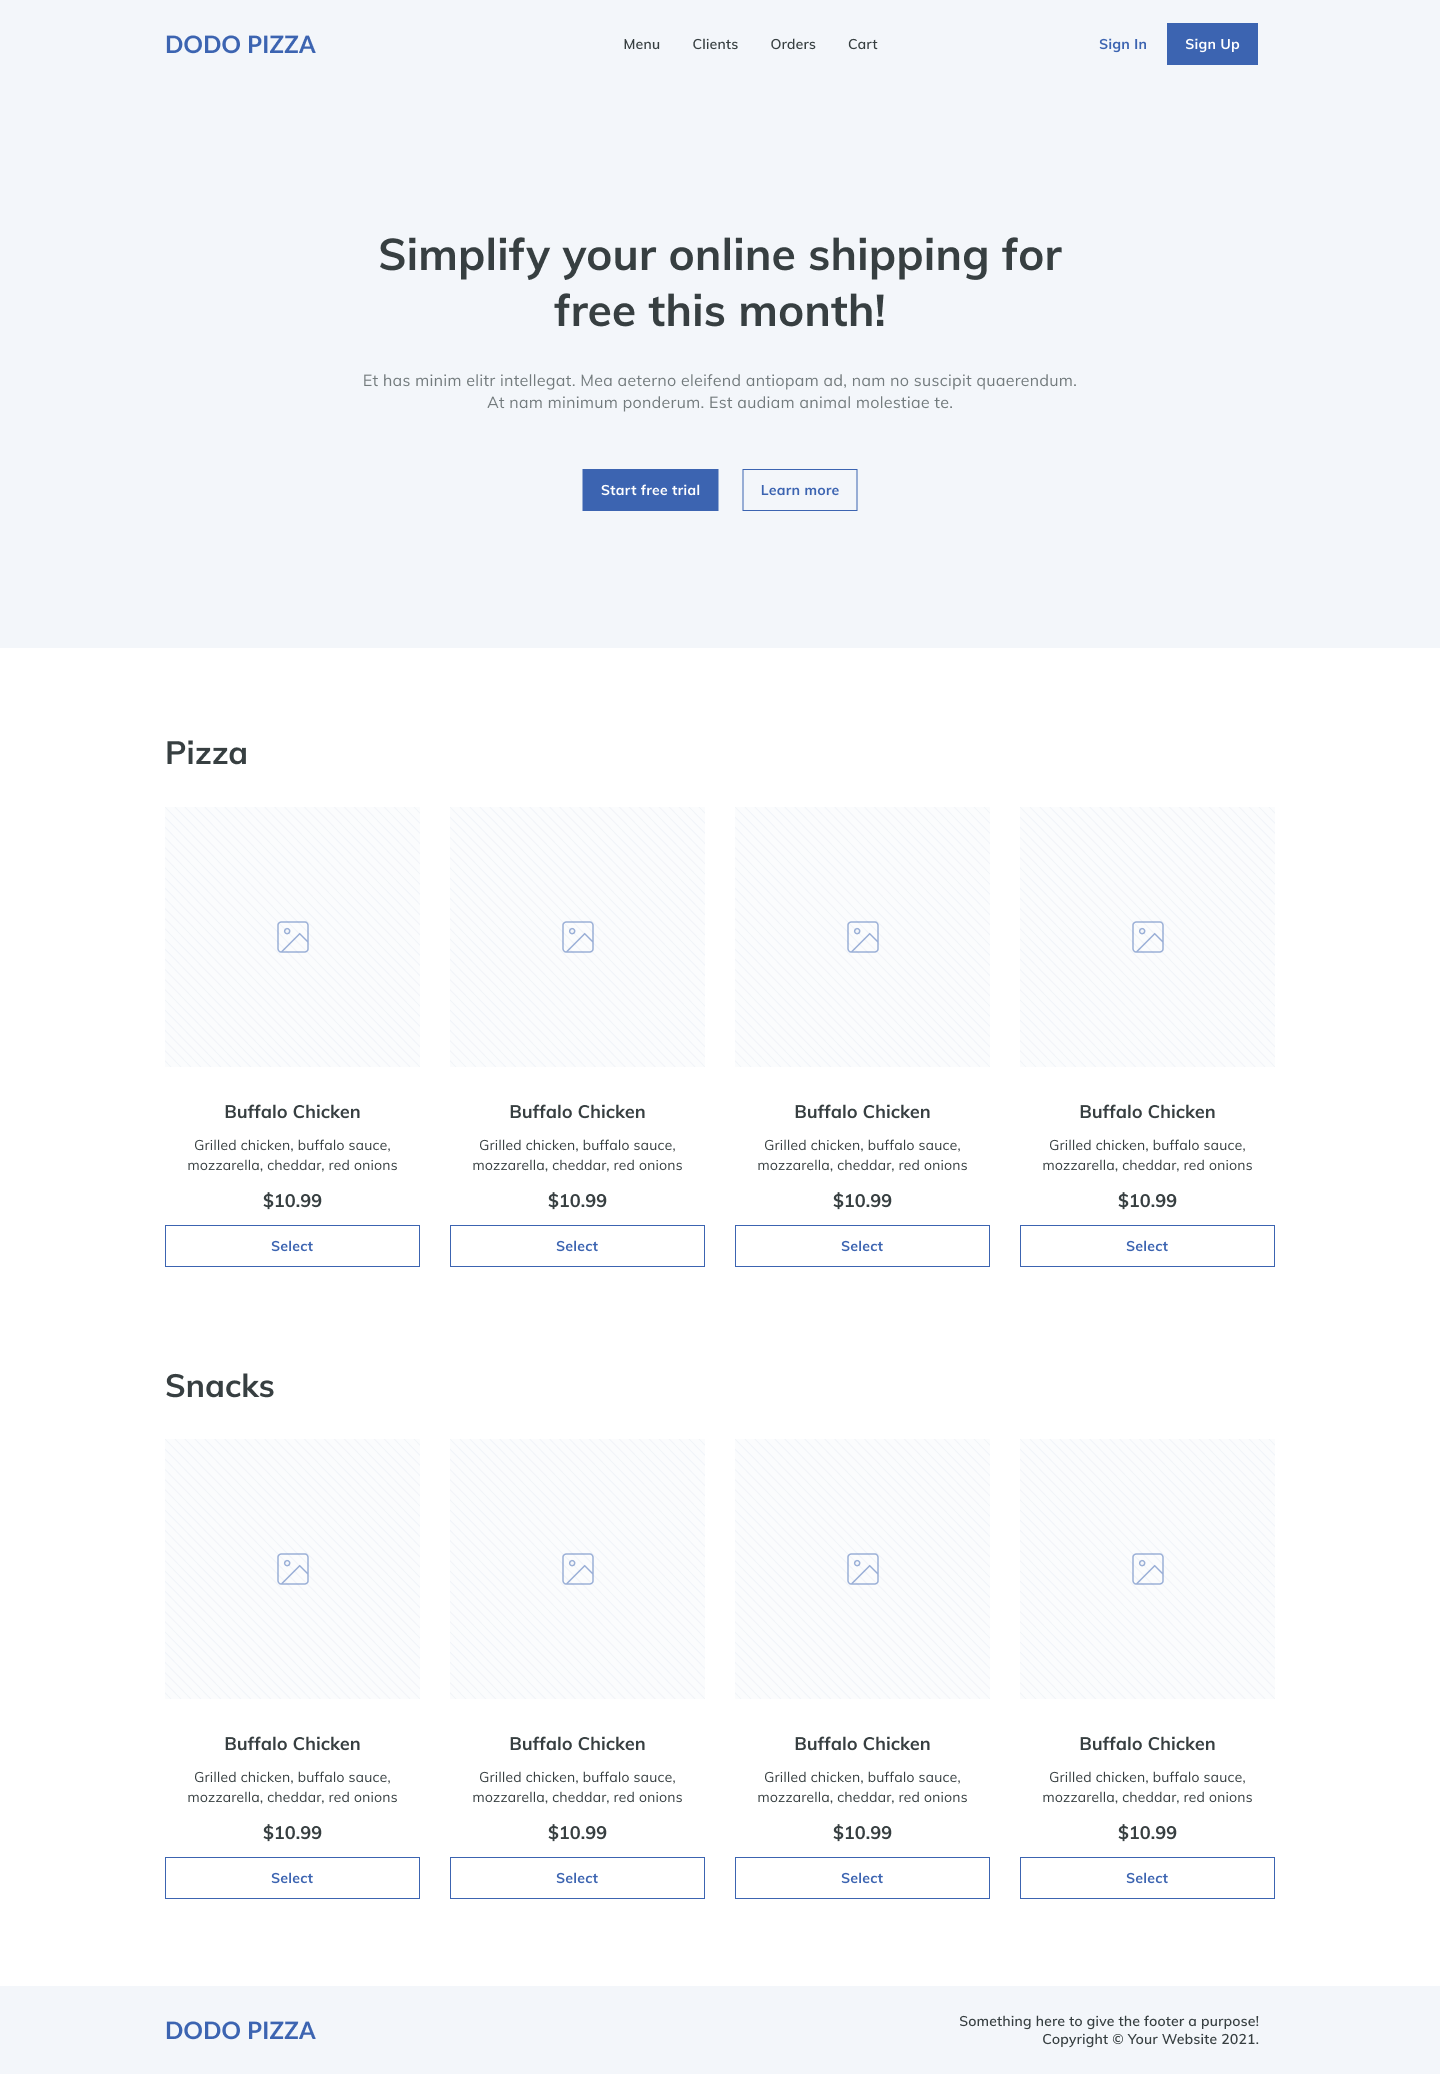 DODO PIZZA
Menu Clients Orders Cart
Sign In Sign Up
Simplify your online shipping for
free this month!
Et has minim elitr intellegat. Mea aeterno eleifend antiopam ad, nam no suscipit quaerendum.
At nam minimum ponderum. Est audiam animal molestiae te.
Start free trial Learn more
Pizza
Buffalo Chicken
Grilled chicken, buffalo sauce,
mozzarella, cheddar, red onions
$10.99
Select
Buffalo Chicken
Grilled chicken, buffalo sauce,
mozzarella, cheddar, red onions
$10.99
Select
Buffalo Chicken
Grilled chicken, buffalo sauce,
mozzarella, cheddar, red onions
$10.99
Select
Buffalo Chicken
Grilled chicken, buffalo sauce,
mozzarella, cheddar, red onions
$10.99
Select
Snacks
Buffalo Chicken
Grilled chicken, buffalo sauce,
mozzarella, cheddar, red onions
$10.99
Select
Buffalo Chicken
Grilled chicken, buffalo sauce,
mozzarella, cheddar, red onions
$10.99
Select
Buffalo Chicken
Grilled chicken, buffalo sauce,
mozzarella, cheddar, red onions
$10.99
Select
Buffalo Chicken
Grilled chicken, buffalo sauce,
mozzarella, cheddar, red onions
$10.99
Select
DODO PIZZA
Something here to give the footer a purpose!
Copyright © Your Website 2021.